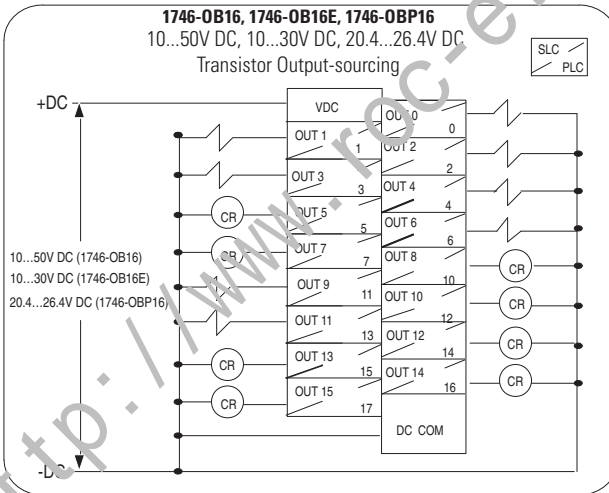 1746-OB16, 1746-OB16E, 1746-OBP16
10...50V DC, 10...30V DC, 20.4...26.4V DC
Transistor Output-sourcing
SLC
PLC
+DC
VDC
OUT 0
0
OUT 1
1
OUT 2
2
OUT 3
3
OUT 4
4
CR
OUT 5
5
OUT 6
6
CR
OUT 7
7
OUT 8
10
CR
10...50V DC (1746-OB16)
10...30V DC (1746-OB16E)
20.4...26.4V DC (1746-OBP16)
OUT 9
11
OUT 10
12
CR
OUT 11
13
OUT 12
14
CR
CR
OUT 13
15
OUT 14
16
CR
CR
OUT 15
17
DC COM
-DC